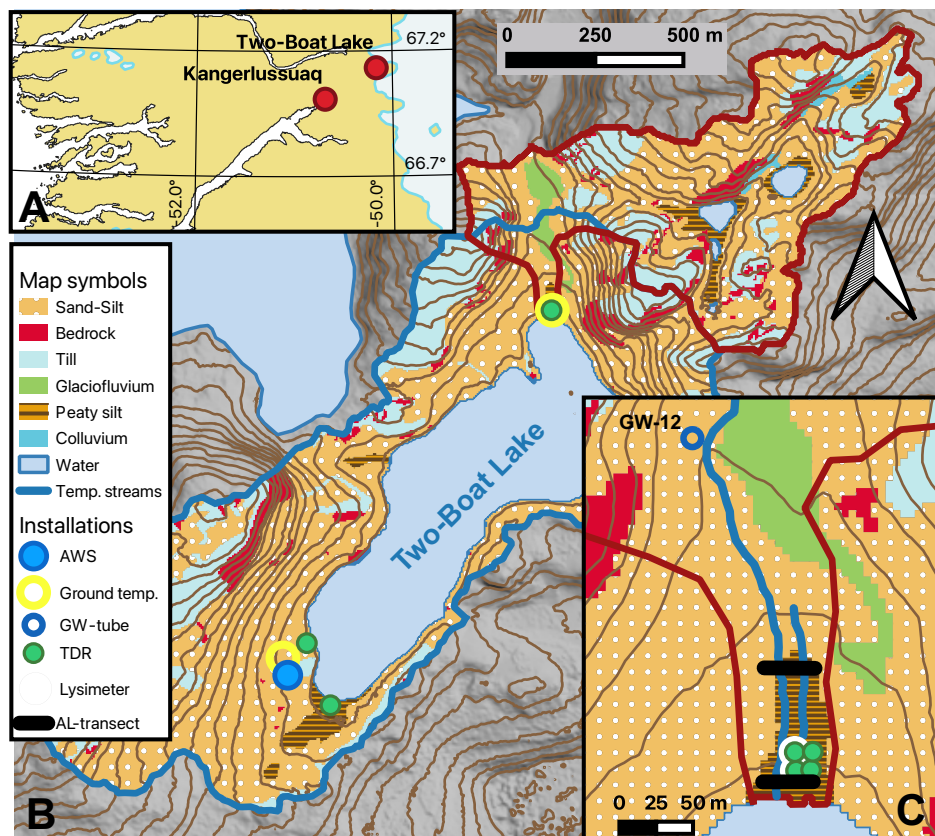 Two-Boat Lake
67.2°
Kangerlussuaq
66.7°
-52.0°
-50.0°
A
0 250 500 m
Map symbols
Sand-Silt
Bedrock
Till
Glaciofluvium
Peaty silt
Colluvium
Water
Temp. streams
Installations
AWS
Ground temp.
GW-tube
TDR
Lysimeter
AL-transect
Two-Boat Lake
B
GW-12
0 25 50 m
C